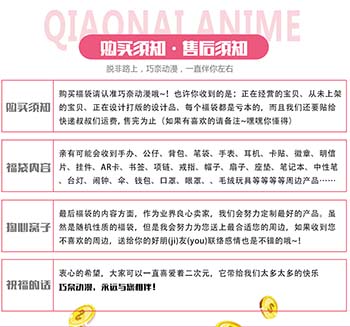 QIAONAI ANIME
购买须知·售后须知
脱非路上，巧奈动漫，一直伴你左右
购买须知
购买福袋请认准巧奈动漫哦~！也许你收到的是：正在经营的宝贝、从未上架
的宝贝、正在设计打版的设计品、每一个福袋都是亏本的，而且我们还要贴给
快递叔叔们运费，售完为止（如果有喜欢的请备注~嘿嘿你懂得）
福袋内容
亲有可能会收到手办、公仔、背包、笔袋、手表、耳机、卡贴、徽章、明信
片、挂件、AR卡、书签、项链、戒指、帽子、扇子、座垫、笔记本、中性笔
、台灯、闹钟、伞、钱包、口罩、眼罩、、毛绒玩具等等等等周边产品……
掏心窝子
最后福袋的内容方面，作为业界良心卖家，我们会努力定制最好的产品，虽
然是随机性质的福袋，但是我会努力为您送上最合适您的周边，如果收到您
不喜欢的周边，送给你的好朋(ji)友(you)联络感情也是不错的哦~！
祝福的话
衷心的希望，大家可以一直喜爱着二次元，它带给我们太多太多的快乐
巧奈动漫、永远与您相伴！